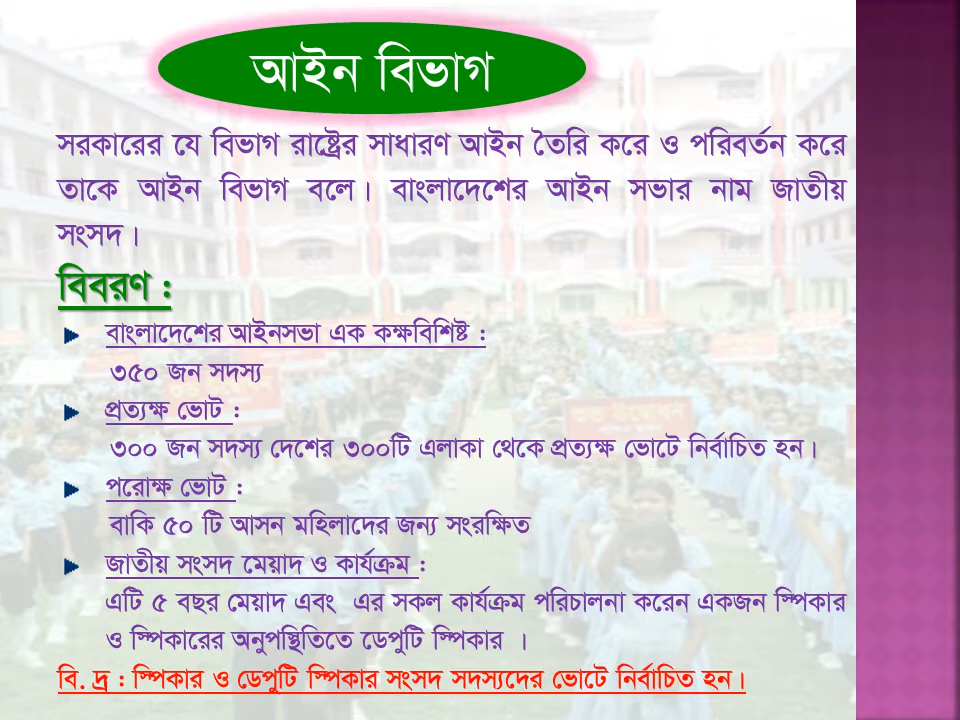 আইন বিভাগ
সরকারের যে বিভাগ রাষ্ট্রের সাধারণ আইন তৈরি করে ও পরিবর্তন করে
তাকে আইন বিভাগ বলে। বাংলাদেশের আইন সভার নাম জাতীয়
সংসদ।
বিবরণ :
বাংলাদেশের আইনসভা এক কক্ষবিশিষ্ট :
৩৫০ জন সদস্য
প্রত্যক্ষ ভোট :
৩০০ জন সদস্য দেশের ৩০০টি এলাকা থেকে প্রত্যক্ষ ভোটে নির্বাচিত হন।
পরোক্ষ ভোট :
বাকি ৫০ টি আসন মহিলাদের জন্য সংরক্ষিত
জাতীয় সংসদ মেয়াদ ও কার্যক্রম :
এটি ৫ বছর মেয়াদ এবং এর সকল কার্যক্রম পরিচালনা করেন একজন স্পিকার
ও স্পিকারের অনুপস্থিতিতে ডেপুটি স্পিকার ।
বি. দ্র : স্পিকার ও ডেপুটি স্পিকার সংসদ সদস্যদের ভোটে নির্বাচিত হন।